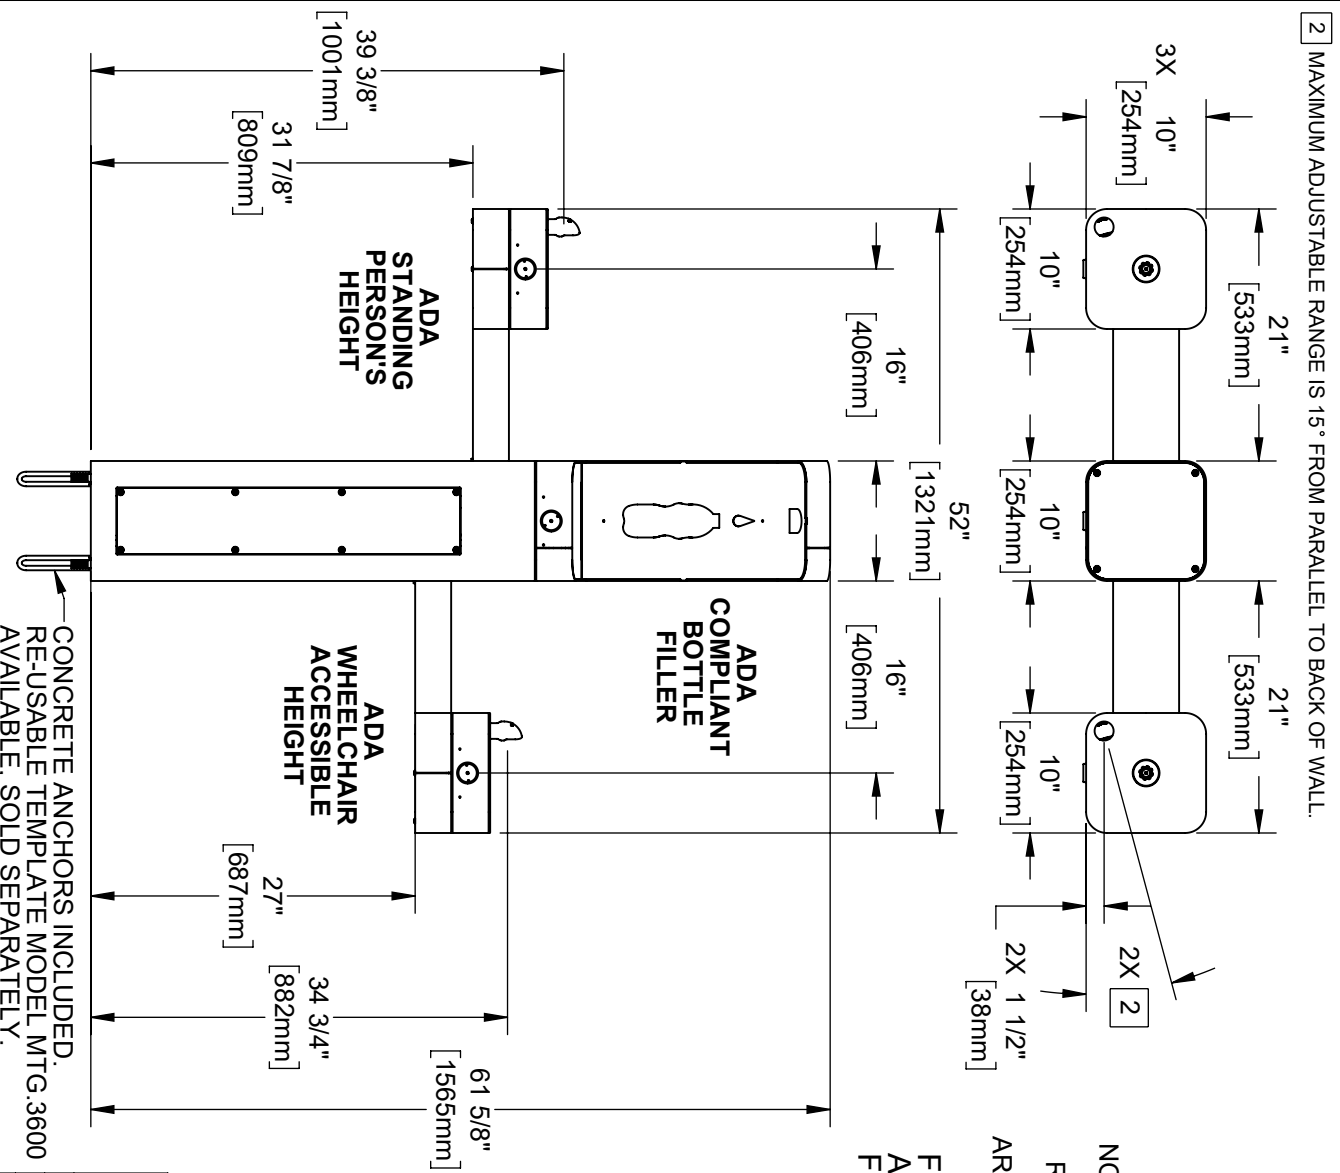 2 MAXIMUM ADJUSTABLE RANGE IS 15° FROM PARALLEL TO BACK OF WALL.
3X 10"
[254mm]
21"
[533mm]
21"
[533mm]
10"
[254mm]
10"
[254mm]
10"
[254mm]
2X 2
2X 1 1/2"
[38mm]
52"
[1321mm]
16"
[406mm]
16"
[406mm]
39 3/8"
[1001mm]
31 7/8"
[809mm]
ADA
STANDING
PERSON'S
HEIGHT
ADA
COMPLIANT
BOTTLE
FILLER
ADA
WHEELCHAIR
ACCESSIBLE
HEIGHT
27"
[687mm]
34 3/4"
[882mm]
61 5/8"
[1565mm]
CONCRETE ANCHORS INCLUDED.
RE-USABLE TEMPLATE MODEL MTG.3600
AVAILABLE. SOLD SEPARATELY.